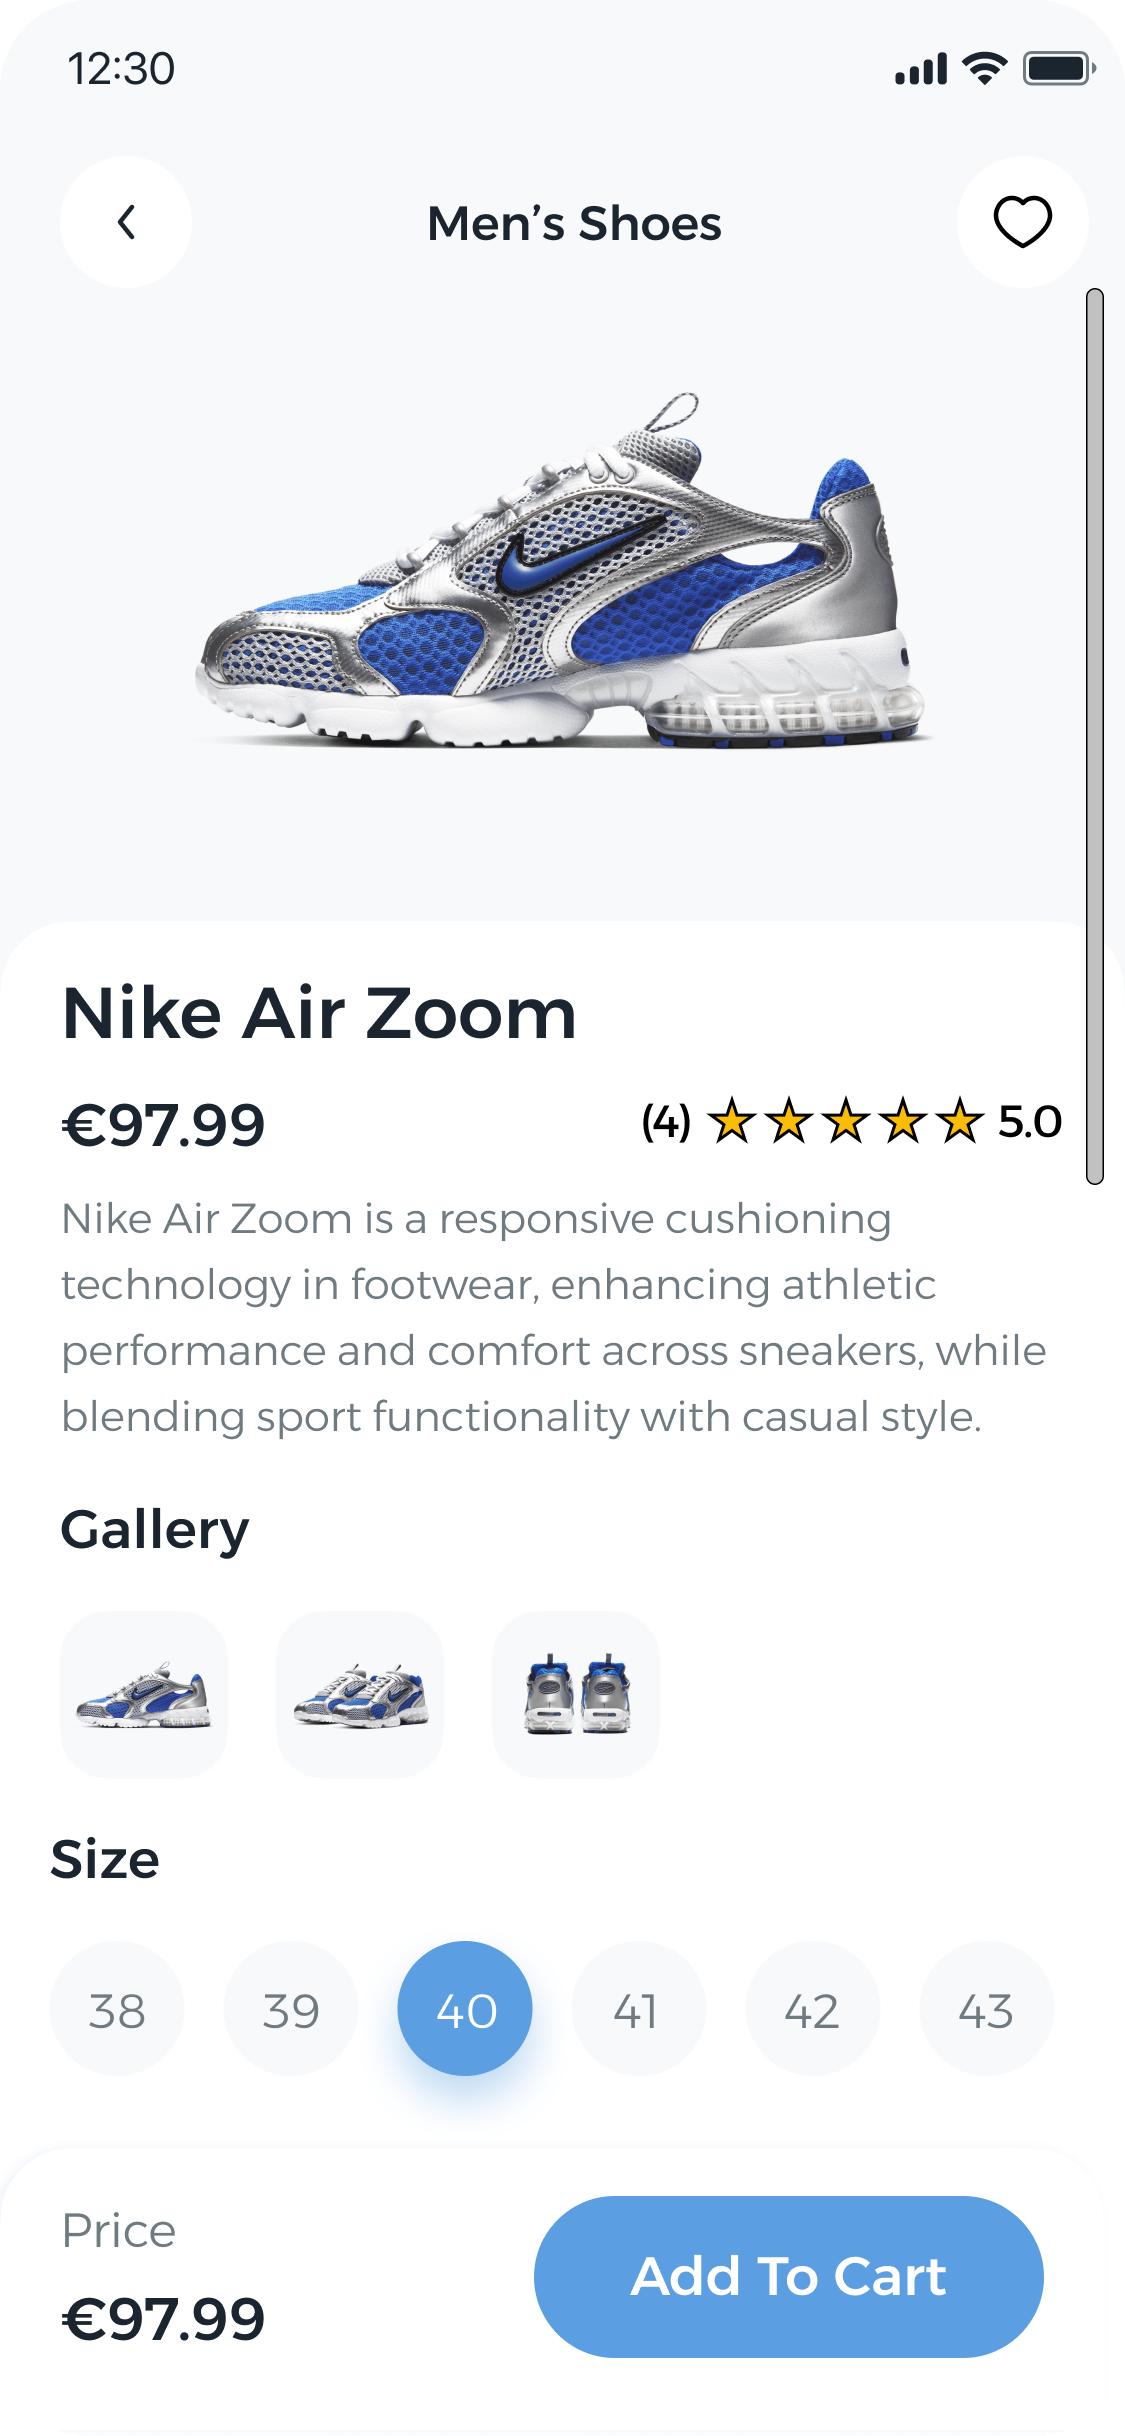 12:30
Men’s Shoes
Nike Air Zoom
€97.99
(4) ★★★★★ 5.0
Nike Air Zoom is a responsive cushioning
technology in footwear, enhancing athletic
performance and comfort across sneakers, while
blending sport functionality with casual style.
Gallery
Size
38 39 40 41 42 43
Price
€97.99
Add To Cart